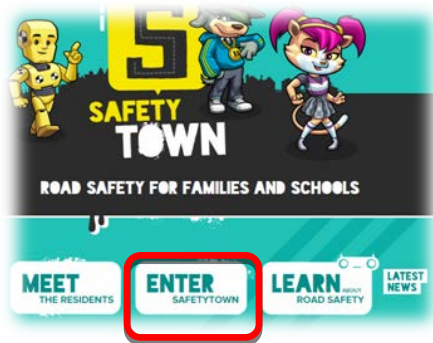 S
SAFETY
TOWN
ROAD SAFETY FOR FAMILIES AND SCHOOLS
MEET
THE RESIDENTS
ENTER
SAFETYTOWN
LEARN ABOUT
ROAD SAFETY
LATEST
NEWS